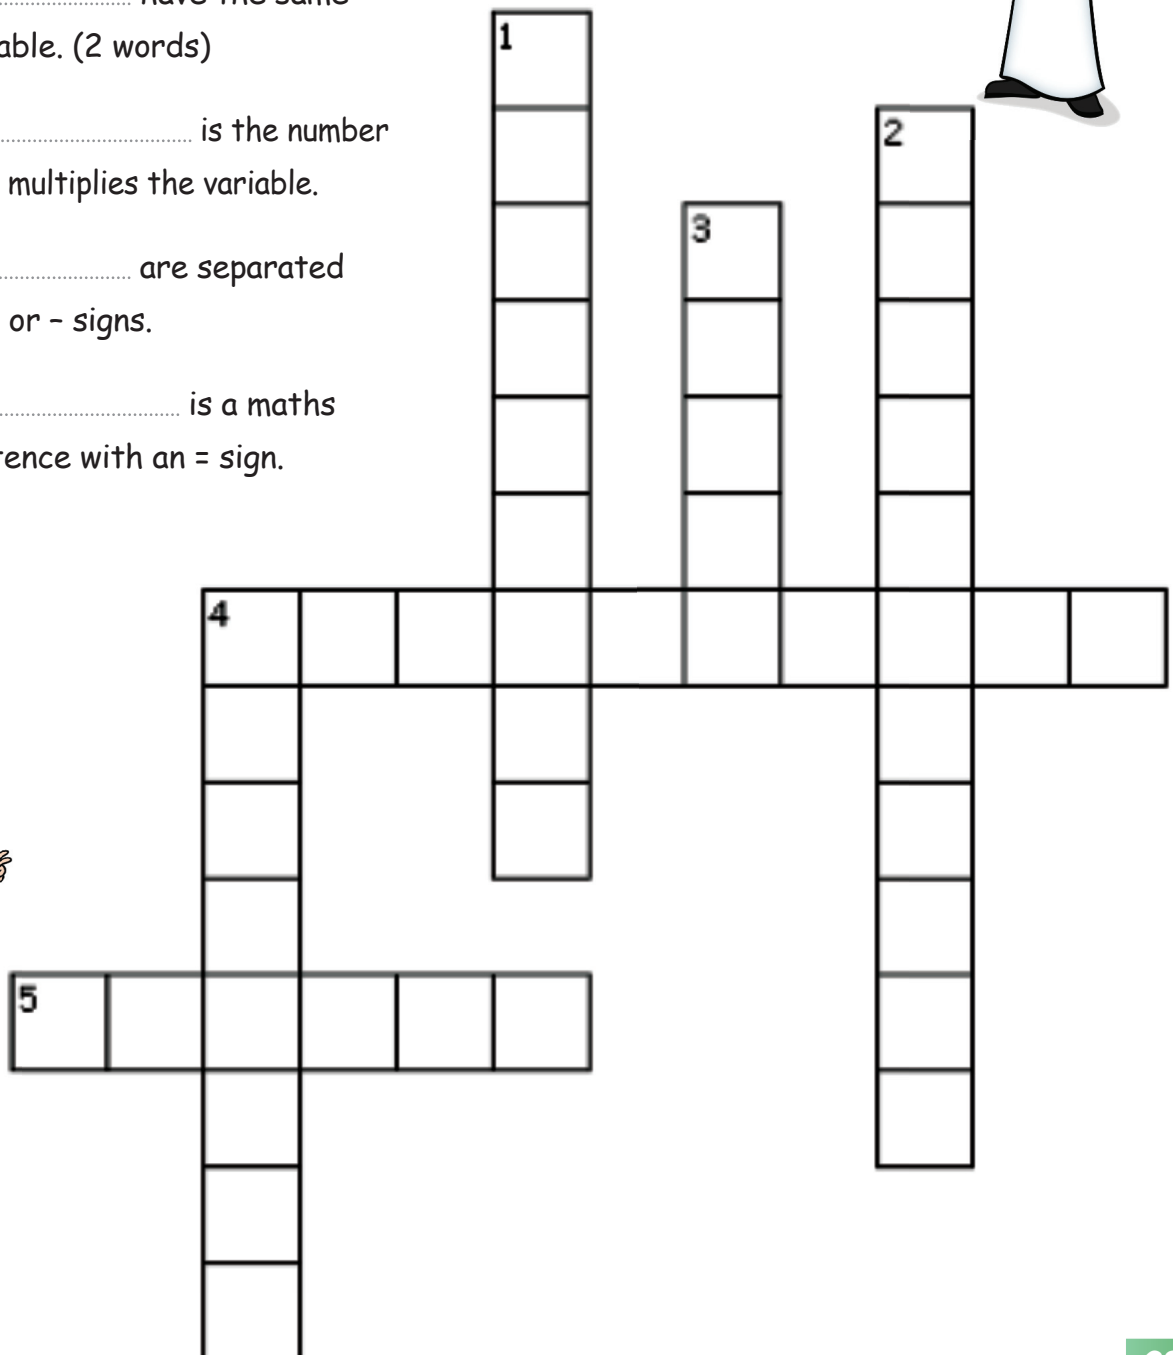 have the same
able. (2 words)
is the number
multiplies the variable.
are separated
or – signs.
is a maths
tence with an = sign.
1
2
3
4
5